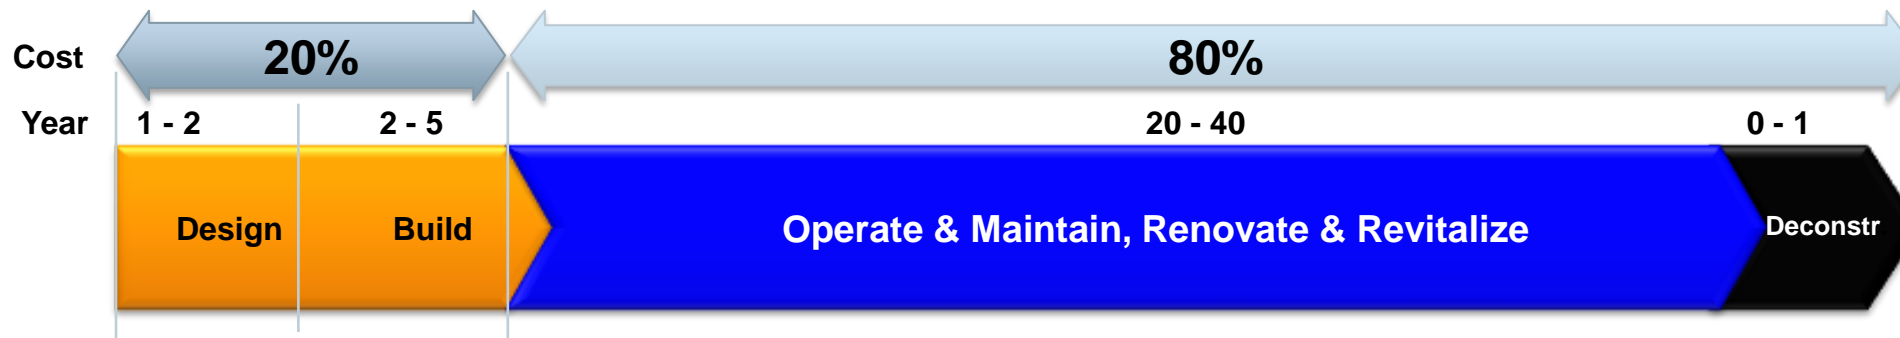 Cost 20% 80%
Year 1 - 2 2 - 5 20 - 40 0 - 1
Design Build Operate & Maintain, Renovate & Revitalize Deconstr